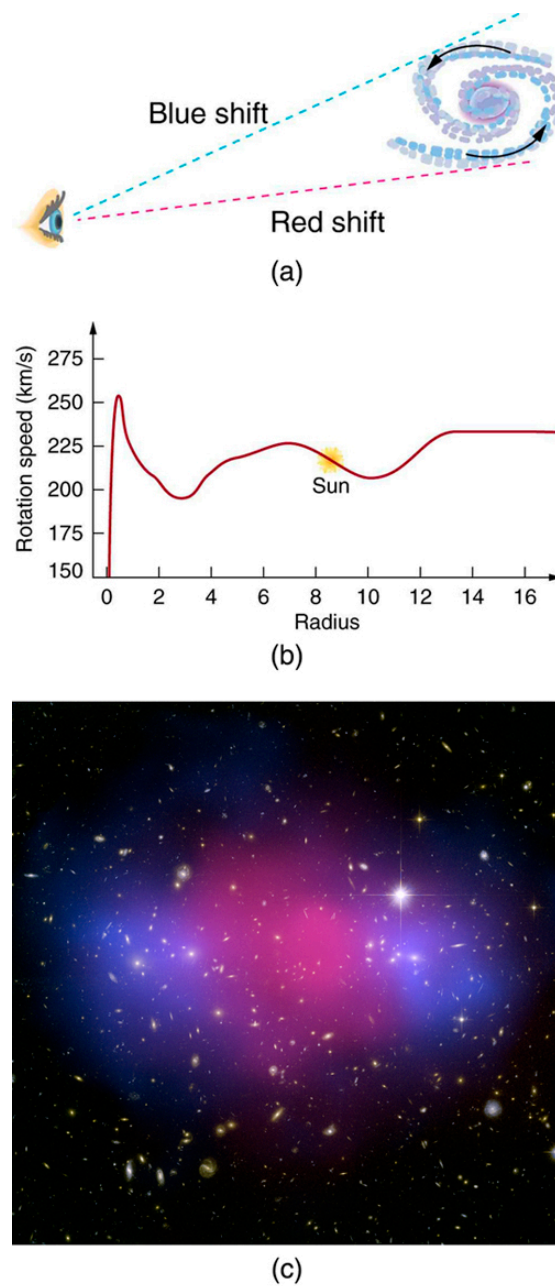 Blue shift
Red shift
(a)
275
250
225
200
175
150
Rotation speed (km/s)
Sun
0 2 4 6 8 10 12 14 16
Radius
(b)
(c)